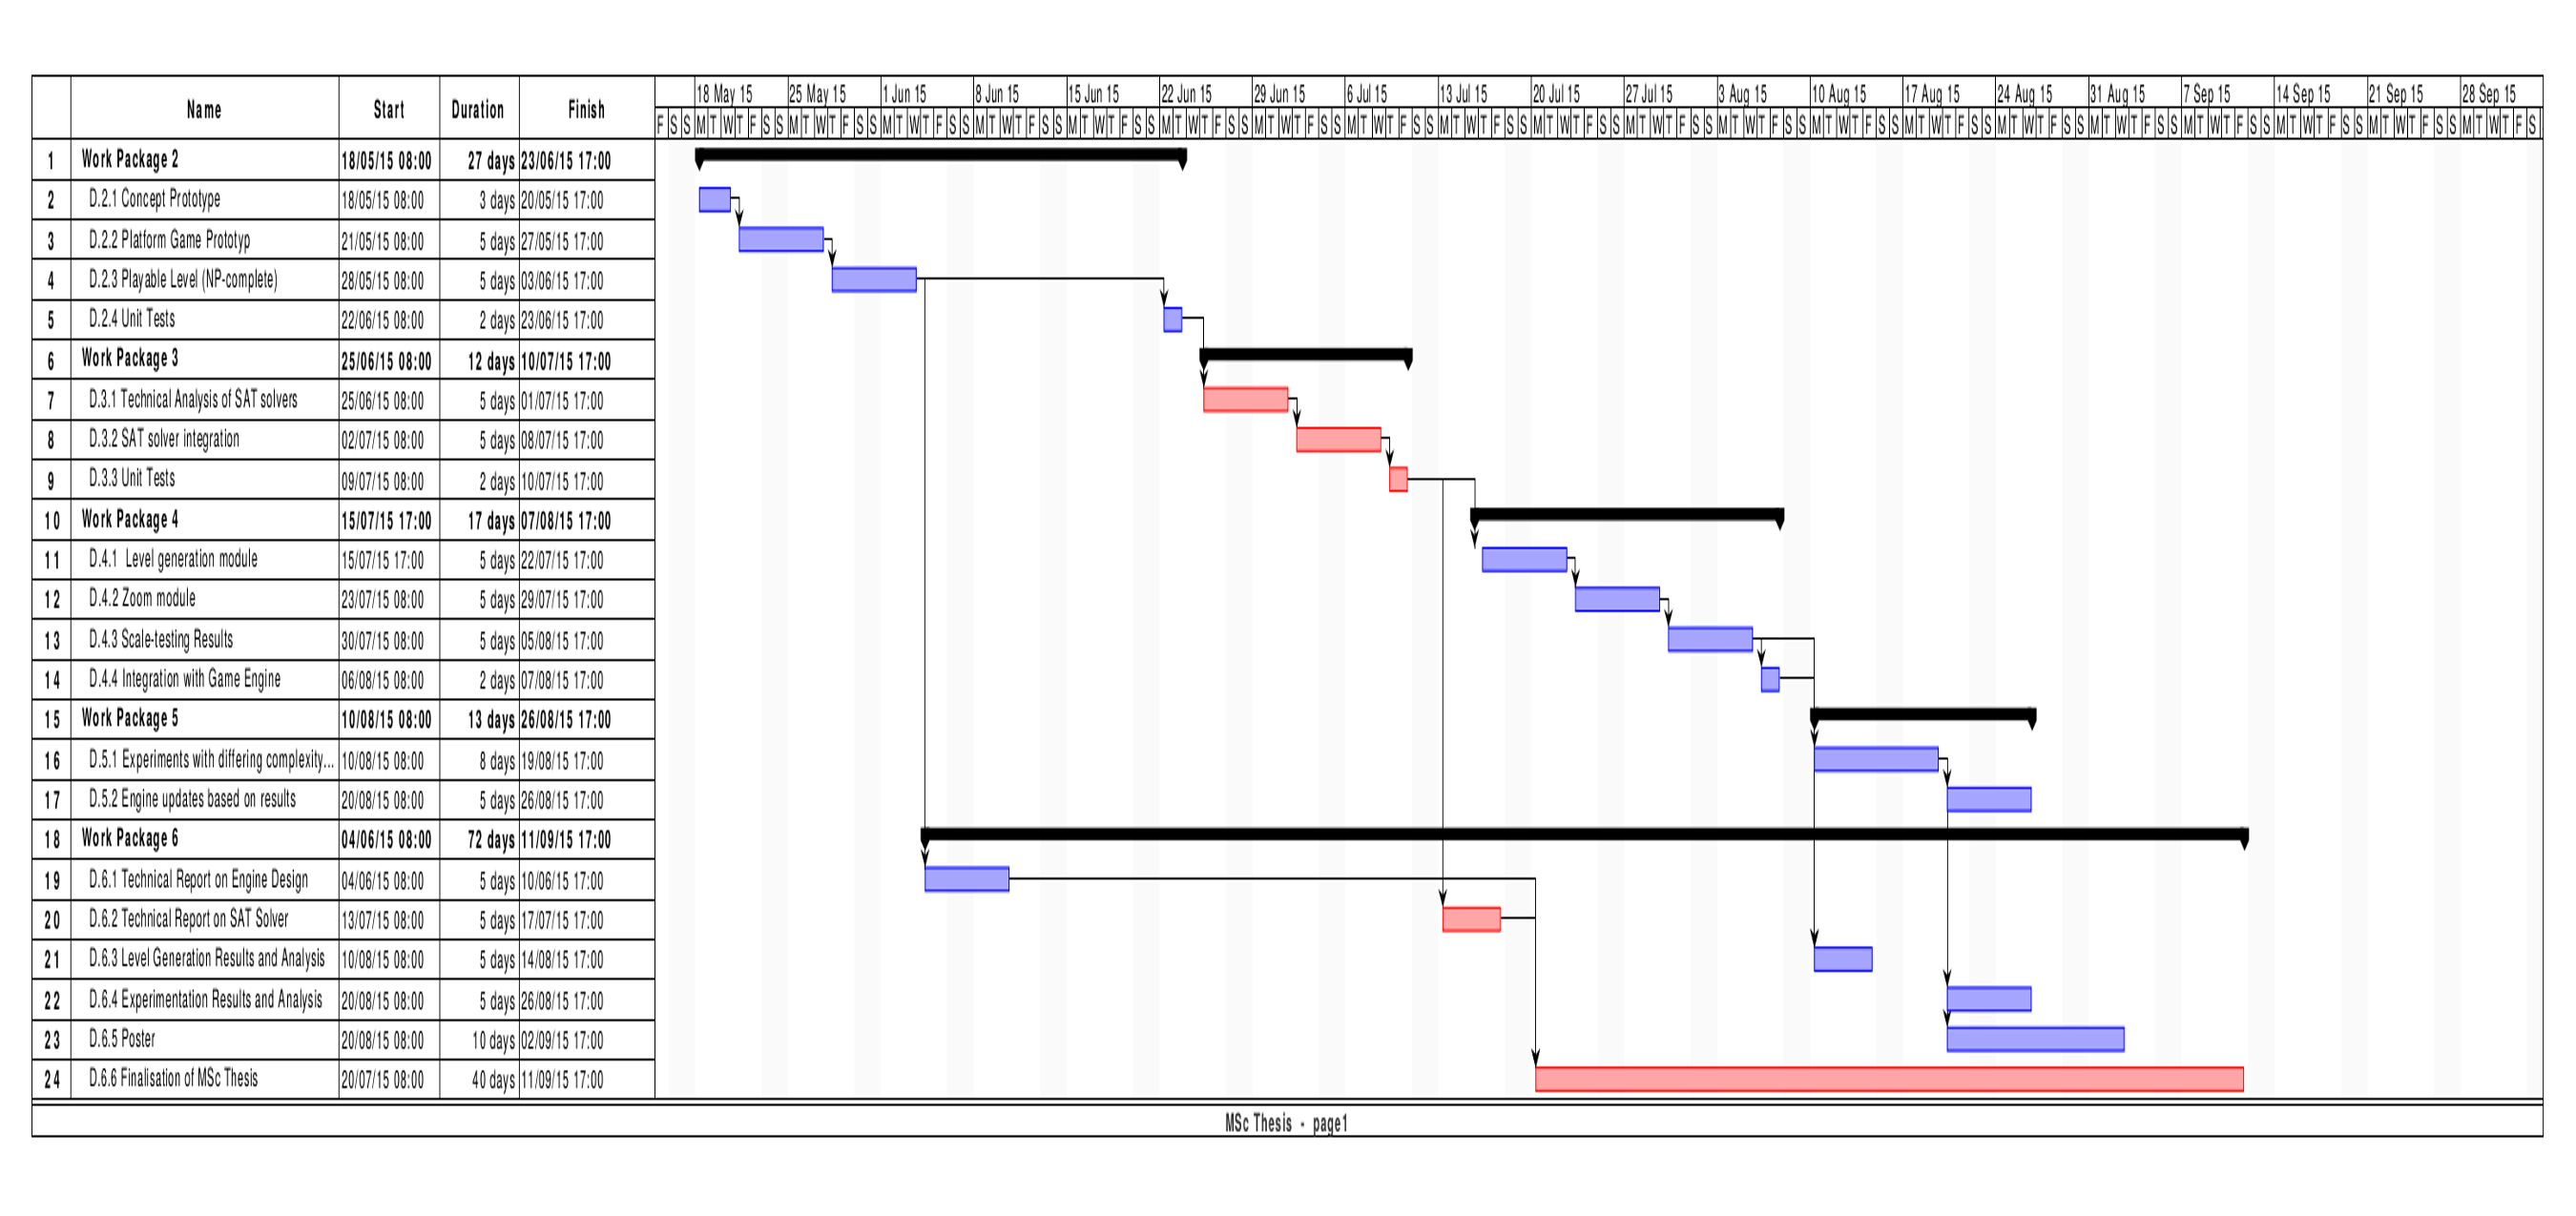 Name Start Duration Finish
18 May 15 25 May 15 1 Jun 15 8 Jun 15 15 Jun 15 22 Jun 15 29 Jun 15 6 Jul 15 13 Jul 15 20 Jul 15 27 Jul 15 3 Aug 15 10 Aug 15 17 Aug 15 24 Aug 15 31 Aug 15 7 Sep 15 14 Sep 15 21 Sep 15 28 Sep 15
F S S M T W T F S S M T W T F S S M T W T F S S M T W T F S S M T W T F S S M T W T F S S M T W T F S S M T W T F S S M T W T F S S M T W T F S S M T W T F S S M T W T F S S M T W T F S S M T W T F S S M T W T F S S M T W T F S S M T W T F S S M T W T F S S M T W T F S S M T W T F S
1 Work Package 2 18/05/15 08:00 27 days 23/06/15 17:00
2 D.2.1 Concept Prototype 18/05/15 08:00 3 days 20/05/15 17:00
3 D.2.2 Platform Game Prototyp 21/05/15 08:00 5 days 27/05/15 17:00
4 D.2.3 Playable Level (NP-complete) 28/05/15 08:00 5 days 03/06/15 17:00
5 D.2.4 Unit Tests 22/06/15 08:00 2 days 23/06/15 17:00
6 Work Package 3 25/06/15 08:00 12 days 10/07/15 17:00
7 D.3.1 Technical Analysis of SAT solvers 25/06/15 08:00 5 days 01/07/15 17:00
8 D.3.2 SAT solver integration 02/07/15 08:00 5 days 08/07/15 17:00
9 D.3.3 Unit Tests 09/07/15 08:00 2 days 10/07/15 17:00
10 Work Package 4 15/07/15 17:00 17 days 07/08/15 17:00
11 D.4.1 Level generation module 15/07/15 17:00 5 days 22/07/15 17:00
12 D.4.2 Zoom module 23/07/15 08:00 5 days 29/07/15 17:00
13 D.4.3 Scale-testing Results 30/07/15 08:00 5 days 05/08/15 17:00
14 D.4.4 Integration with Game Engine 06/08/15 08:00 2 days 07/08/15 17:00
15 Work Package 5 10/08/15 08:00 13 days 26/08/15 17:00
16 D.5.1 Experiments with differing complexity... 10/08/15 08:00 8 days 19/08/15 17:00
17 D.5.2 Engine updates based on results 20/08/15 08:00 5 days 26/08/15 17:00
18 Work Package 6 04/06/15 08:00 72 days 11/09/15 17:00
19 D.6.1 Technical Report on Engine Design 04/06/15 08:00 5 days 10/06/15 17:00
20 D.6.2 Technical Report on SAT Solver 13/07/15 08:00 5 days 17/07/15 17:00
21 D.6.3 Level Generation Results and Analysis 10/08/15 08:00 5 days 14/08/15 17:00
22 D.6.4 Experimentation Results and Analysis 20/08/15 08:00 5 days 26/08/15 17:00
23 D.6.5 Poster 20/08/15 08:00 10 days 02/09/15 17:00
24 D.6.6 Finalisation of MSc Thesis 20/07/15 08:00 40 days 11/09/15 17:00
MSc Thesis - page1